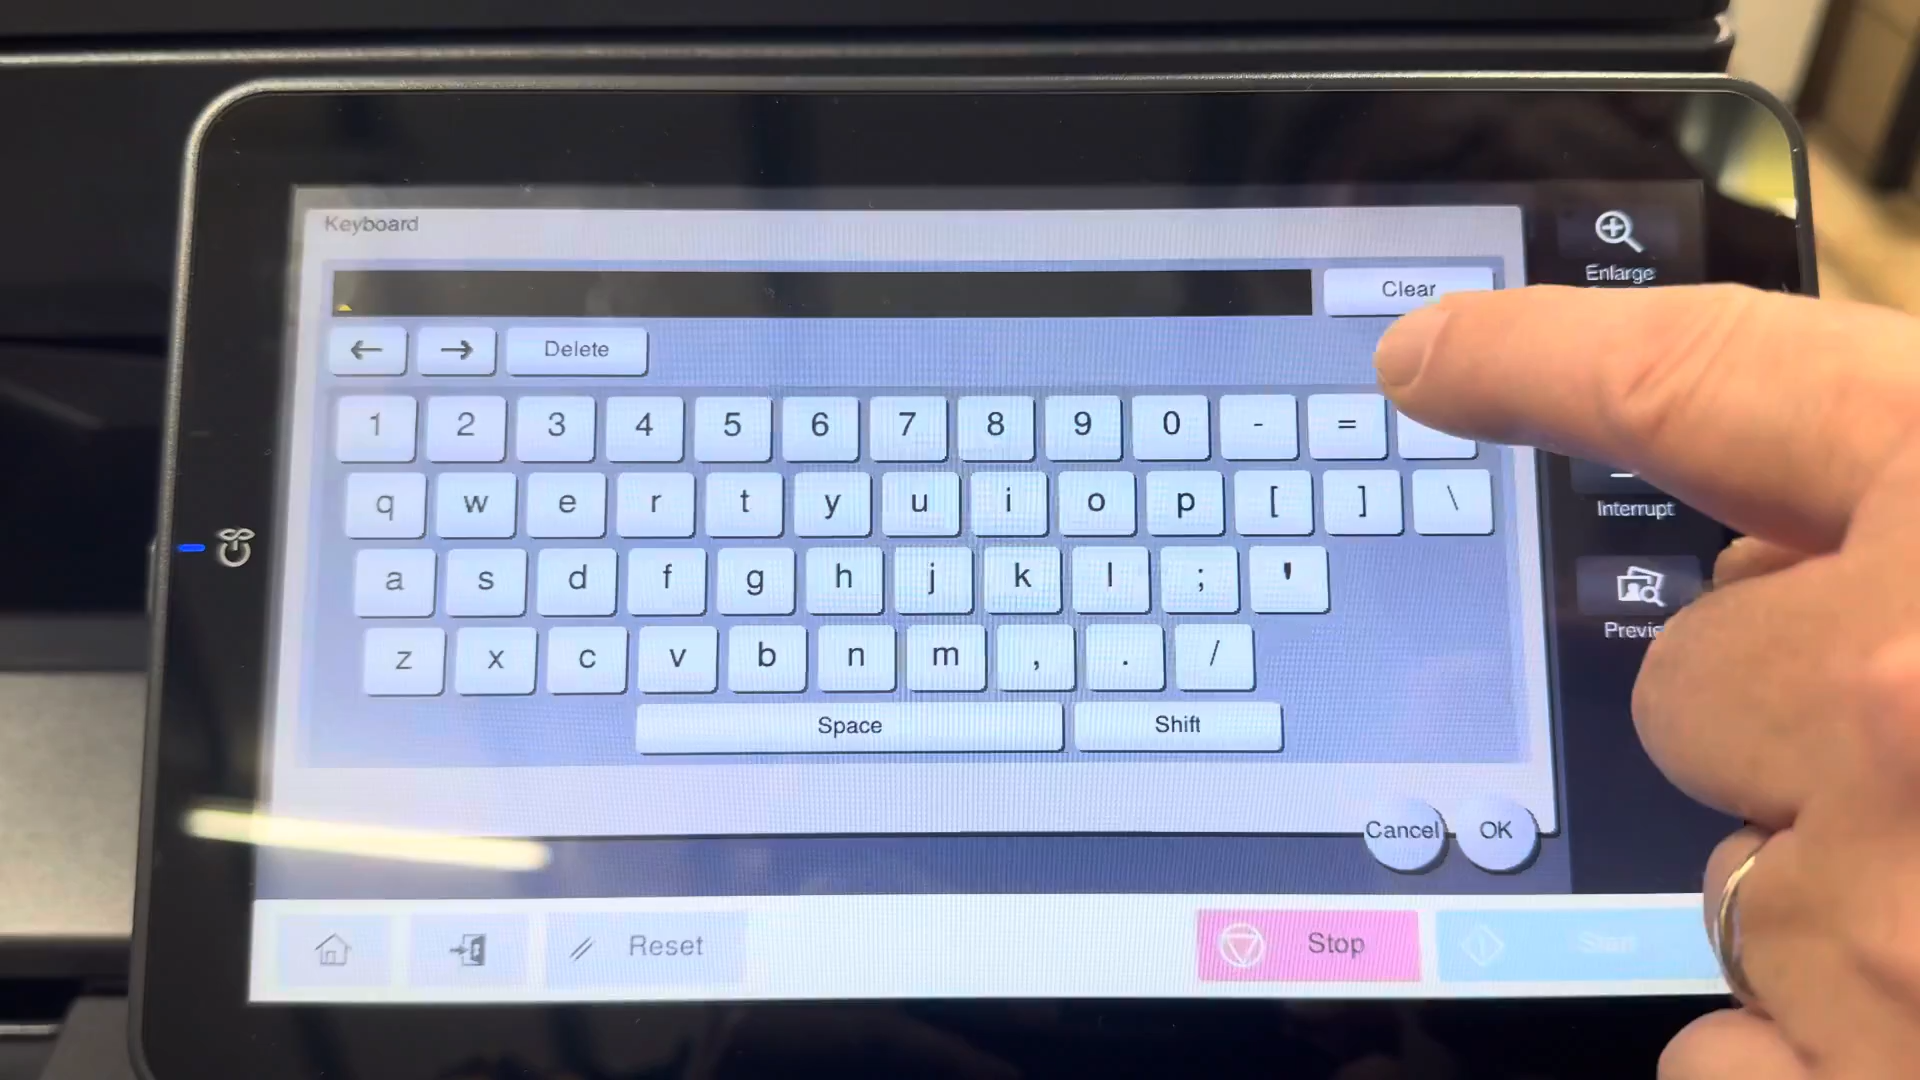 Keyboard
Clear
Enlarge
← → Delete
1 2 3 4 5 6 7 8 9 0 - =
q w e r t y u i o p [ ] \
Interrupt
a s d f g h j k l ; '
z x c v b n m , . /
Space Shift
Cancel OK
Reset Stop Start